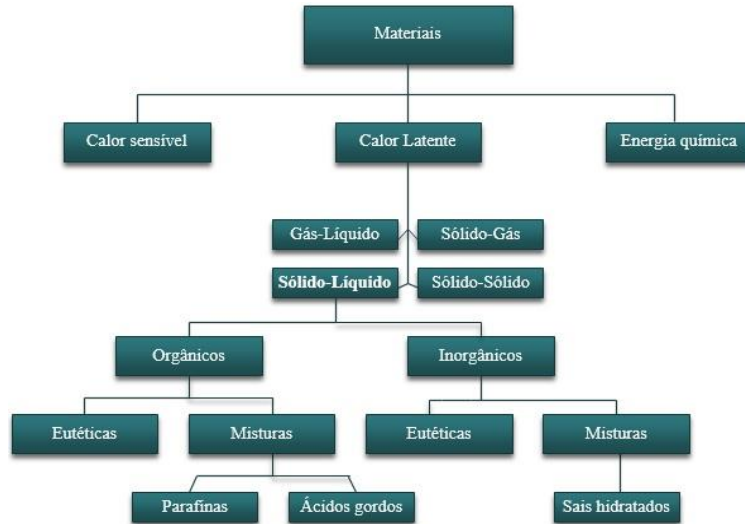 Materiais
Calor sensível
Calor Latente
Energia química
Gás-Líquido
Sólido-Gás
Sólido-Líquido
Sólido-Sólido
Orgânicos
Inorgânicos
Eutéticas
Misturas
Eutéticas
Misturas
Parafínas
Ácidos gordos
Sais hidratados